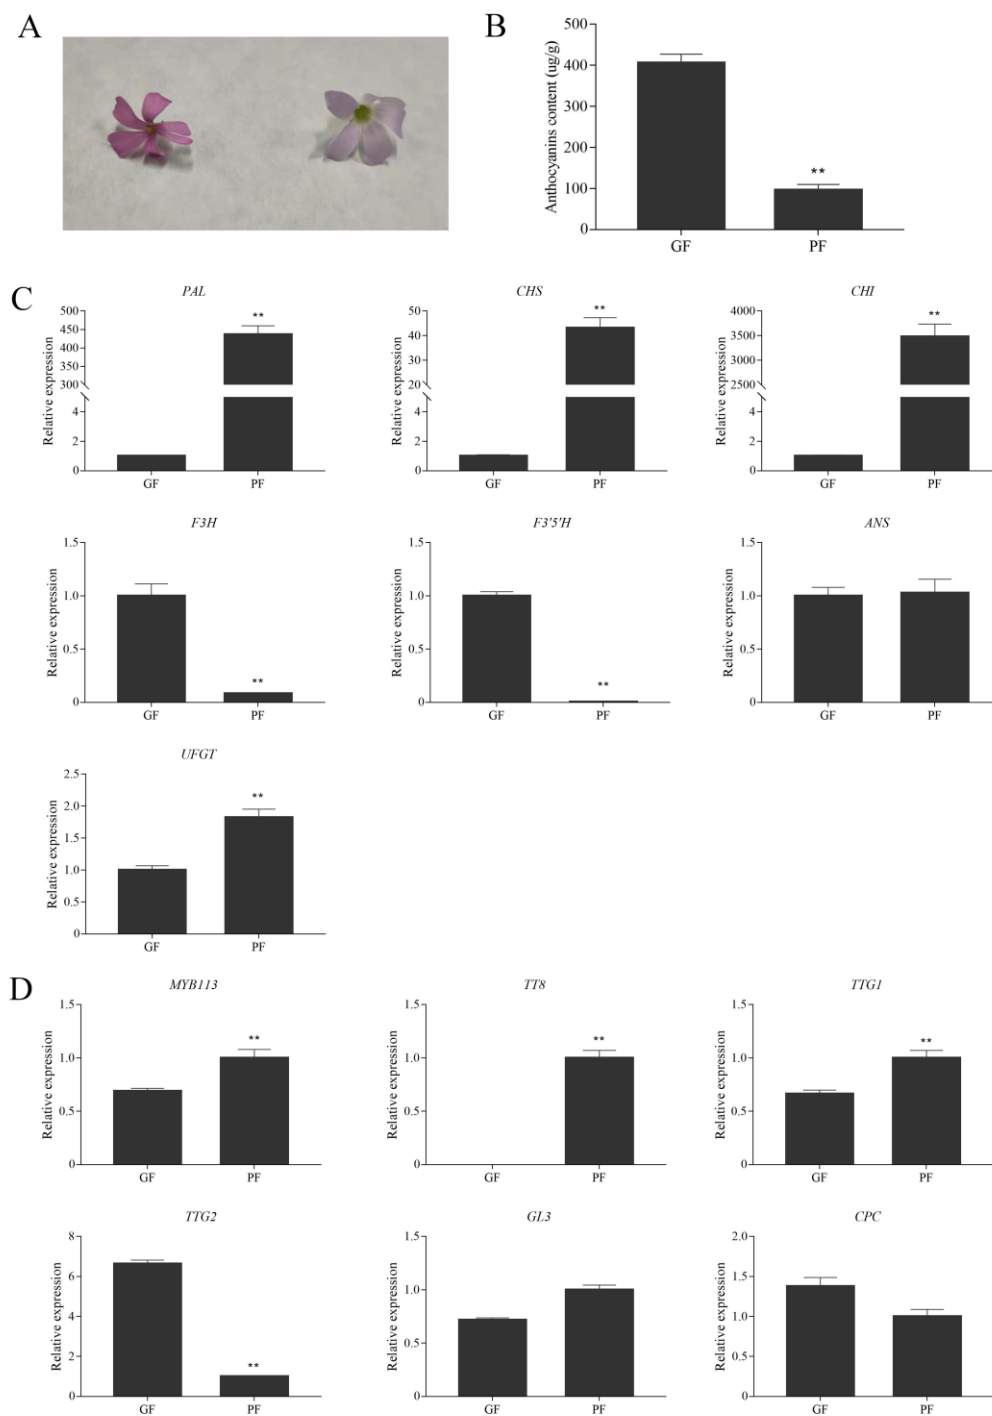 A
B
Anthocyanins content (ug/g)
500
400
300
200
100
0
**
GF PF
C
PAL
Relative expression
500
450
400
350
300
4
2
0
**
GF PF
CHS
Relative expression
50
40
30
20
4
2
0
**
GF PF
CHI
Relative expression
4000
3500
3000
2500
4
2
0
**
GF PF
F3H
Relative expression
1.5
1.0
0.5
0
**
GF PF
F3'5'H
Relative expression
1.5
1.0
0.5
0
**
GF PF
ANS
Relative expression
1.5
1.0
0.5
0
GF PF
UFGT
Relative expression
2.5
2.0
1.5
1.0
0.5
0
**
GF PF
D
MYB113
Relative expression
1.5
1.0
0.5
0
**
GF PF
TT8
Relative expression
1.5
1.0
0.5
0
**
GF PF
TTG1
Relative expression
1.5
1.0
0.5
0
**
GF PF
TTG2
Relative expression
8
6
4
2
0
**
GF PF
GL3
Relative expression
1.5
1.0
0.5
0
GF PF
CPC
Relative expression
2.0
1.5
1.0
0.5
0
GF PF